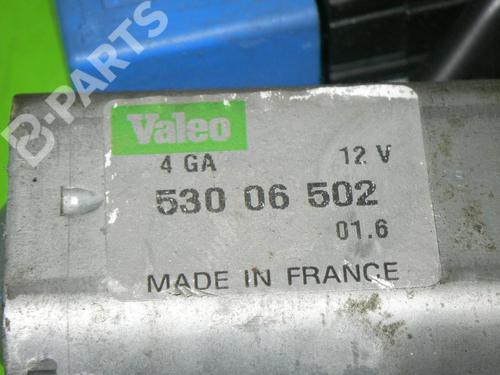 B-PARTS
Valeo
4 GA 12 V
530 06 502
01.6
MADE IN FRANCE